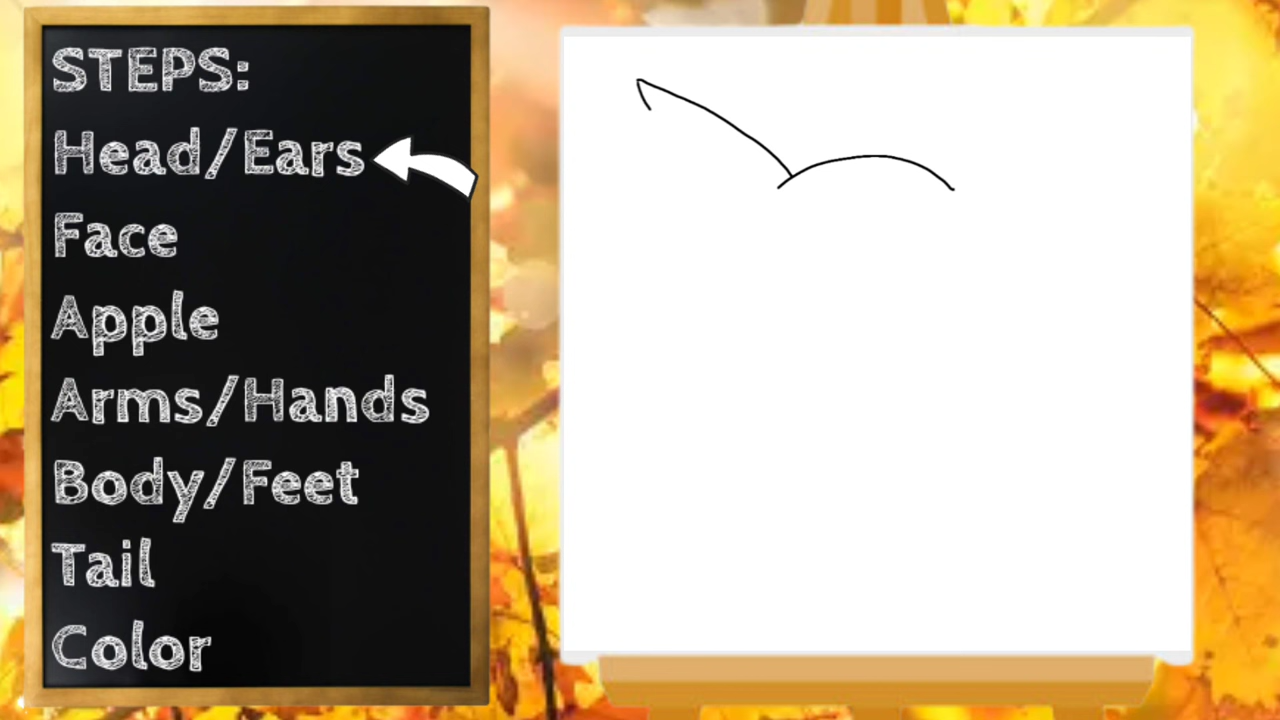 STEPS:
Head/Ears
Face
Apple
Arms/Hands
Body/Feet
Tail
Color